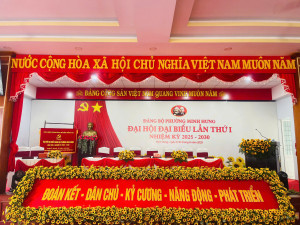 NƯỚC CỘNG HÒA XÃ HỘI CHỦ NGHĨA VIỆT NAM
ĐẢNG CỘNG SẢN VIỆT NAM QUANG VINH MUÔN NĂM
ĐẢNG BỘ PHƯỜNG MINH HƯNG
ĐẠI HỘI ĐẠI BIỂU LẦN THỨ I
NHIỆM KỲ 2025 - 2030
ĐOÀN KẾT - DÂN CHỦ - KỶ CƯƠNG - NĂNG ĐỘNG - PHÁT TRIỂN